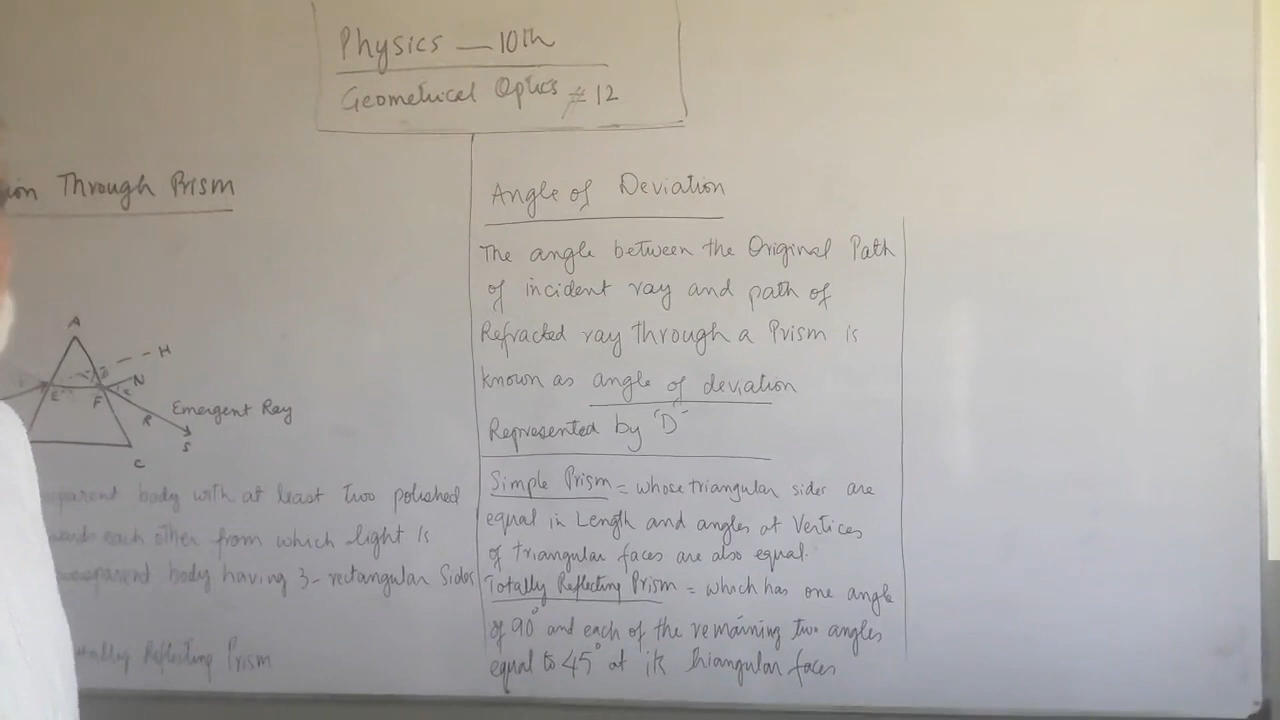 Physics — 10th
Geometrical Optics # 12
Through Prism
A
H
N
E
F
R
Emergent Ray
S
C
body with at least two polished
each other from which light is
body having 3-rectangular Sides
Reflecting Prism
Angle of Deviation
The angle between the Original Path
of incident ray and path of
Refracted ray through a Prism is
known as angle of deviation
Represented by "D"
Simple Prism = whose triangular sides are
equal in Length and angles at Vertices
of triangular faces are also equal.
Totally Reflecting Prism = which has one angle
of 90° and each of the remaining two angles
equal to 45° at its triangular faces